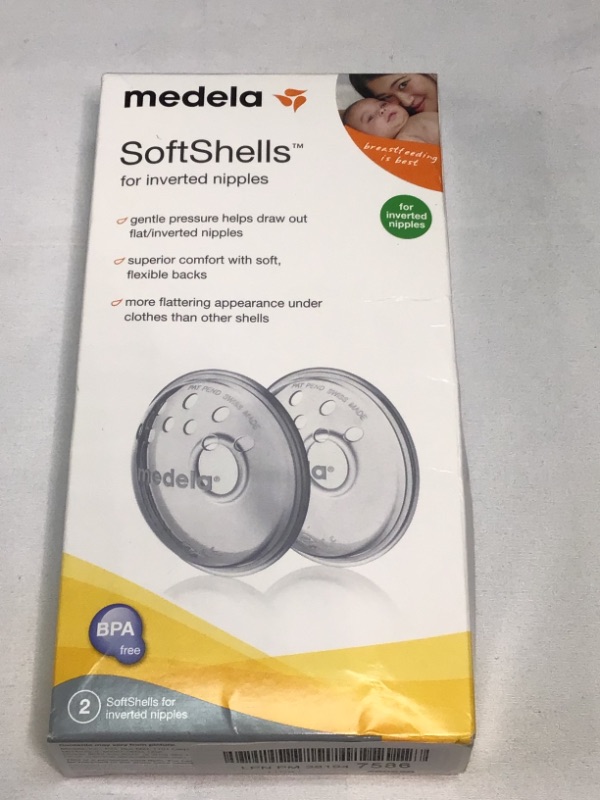 medela
breastfeeding
is best
SoftShells™
for inverted nipples
for
inverted
nipples
gentle pressure helps draw out
flat/inverted nipples
superior comfort with soft,
flexible backs
more flattering appearance under
clothes than other shells
PAT PEND SWISS MADE
PAT PEND SWISS MADE
medela®
a®
BPA
free
2
SoftShells for
inverted nipples
7586